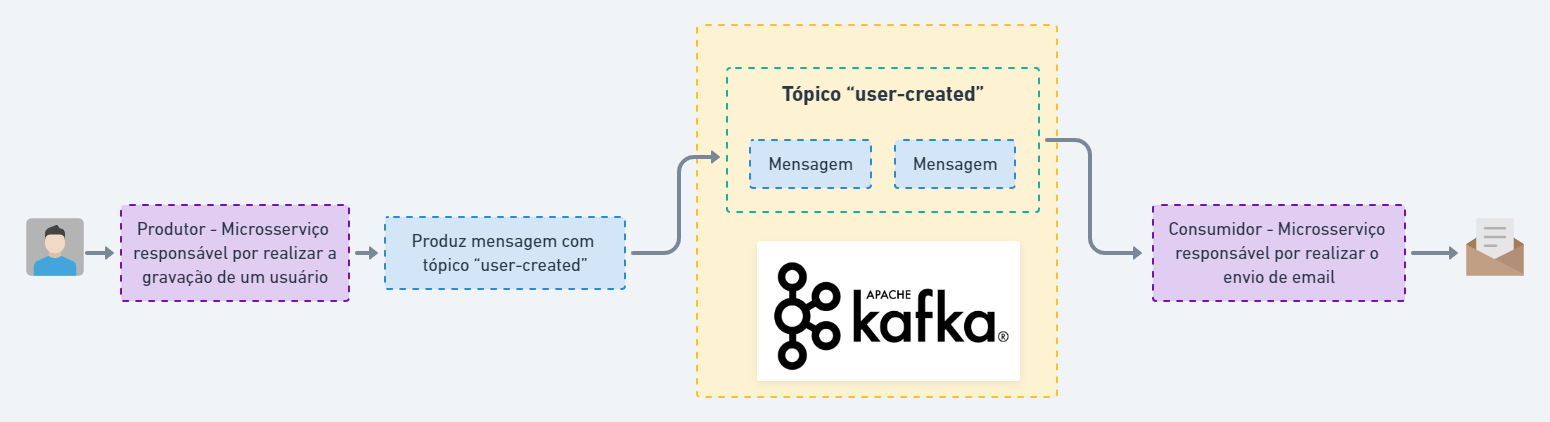 Produtor - Microsserviço
responsável por realizar a
gravação de um usuário
Produz mensagem com
tópico “user-created”
Tópico “user-created”
Mensagem
Mensagem
APACHE
kafka®
Consumidor - Microsserviço
responsável por realizar o
envio de email